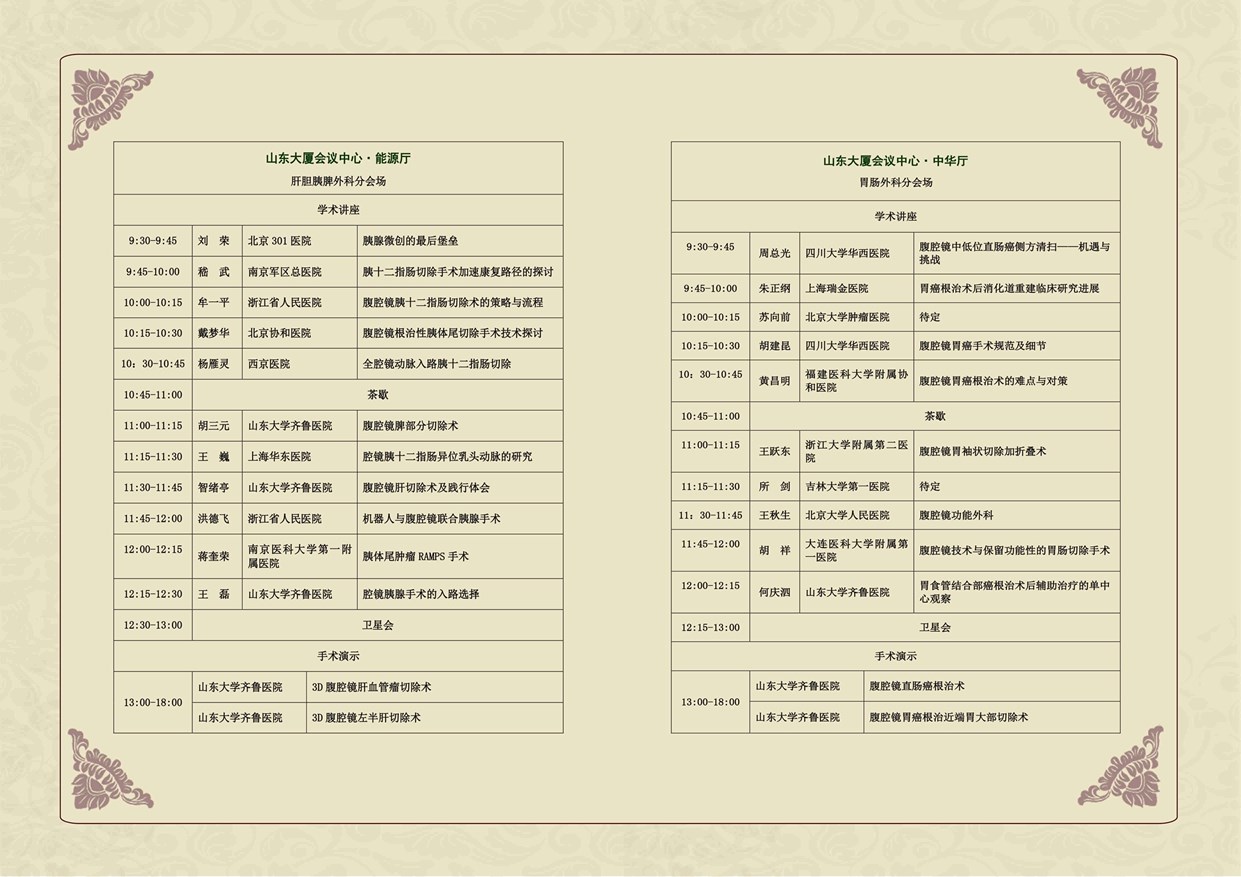 山东大厦会议中心·能源厅
肝胆胰脾外科分会场
学术讲座
9:30-9:45 刘 荣 北京 301 医院 胰腺微创的最后堡垒
9:45-10:00 嵇 武 南京军区总医院 胰十二指肠切除手术加速康复路径的探讨
10:00-10:15 牟一平 浙江省人民医院 腹腔镜胰十二指肠切除术的策略与流程
10:15-10:30 戴梦华 北京协和医院 腹腔镜根治性胰体尾切除手术技术探讨
10：30-10:45 杨雁灵 西京医院 全腔镜动脉入路胰十二指肠切除
10:45-11:00 茶歇
11:00-11:15 胡三元 山东大学齐鲁医院 腹腔镜脾部分切除术
11:15-11:30 王 巍 上海华东医院 腔镜胰十二指肠异位乳头动脉的研究
11:30-11:45 智绪亭 山东大学齐鲁医院 腹腔镜肝切除术及践行体会
11:45-12:00 洪德飞 浙江省人民医院 机器人与腹腔镜联合胰腺手术
12:00-12:15 蒋奎荣 南京医科大学第一附
属医院 胰体尾肿瘤 RAMPS 手术
12:15-12:30 王 磊 山东大学齐鲁医院 腔镜胰腺手术的入路选择
12:30-13:00 卫星会
手术演示
13:00-18:00 山东大学齐鲁医院 3D 腹腔镜肝血管瘤切除术
山东大学齐鲁医院 3D 腹腔镜左半肝切除术
山东大厦会议中心·中华厅
胃肠外科分会场
学术讲座
9:30-9:45 周总光 四川大学华西医院 腹腔镜中低位直肠癌侧方清扫——机遇与
挑战
9:45-10:00 朱正纲 上海瑞金医院 胃癌根治术后消化道重建临床研究进展
10:00-10:15 苏向前 北京大学肿瘤医院 待定
10:15-10:30 胡建昆 四川大学华西医院 腹腔镜胃癌手术规范及细节
10：30-10:45 黄昌明 福建医科大学附属协
和医院 腹腔镜胃癌根治术的难点与对策
10:45-11:00 茶歇
11:00-11:15 王跃东 浙江大学附属第二医
院 腹腔镜胃袖状切除加折叠术
11:15-11:30 所 剑 吉林大学第一医院 待定
11：30-11:45 王秋生 北京大学人民医院 腹腔镜功能外科
11:45-12:00 胡 祥 大连医科大学附属第
一医院 腹腔镜技术与保留功能性的胃肠切除手术
12:00-12:15 何庆泗 山东大学齐鲁医院 胃食管结合部癌根治术后辅助治疗的单中
心观察
12:15-13:00 卫星会
手术演示
13:00-18:00 山东大学齐鲁医院 腹腔镜直肠癌根治术
山东大学齐鲁医院 腹腔镜胃癌根治近端胃大部切除术